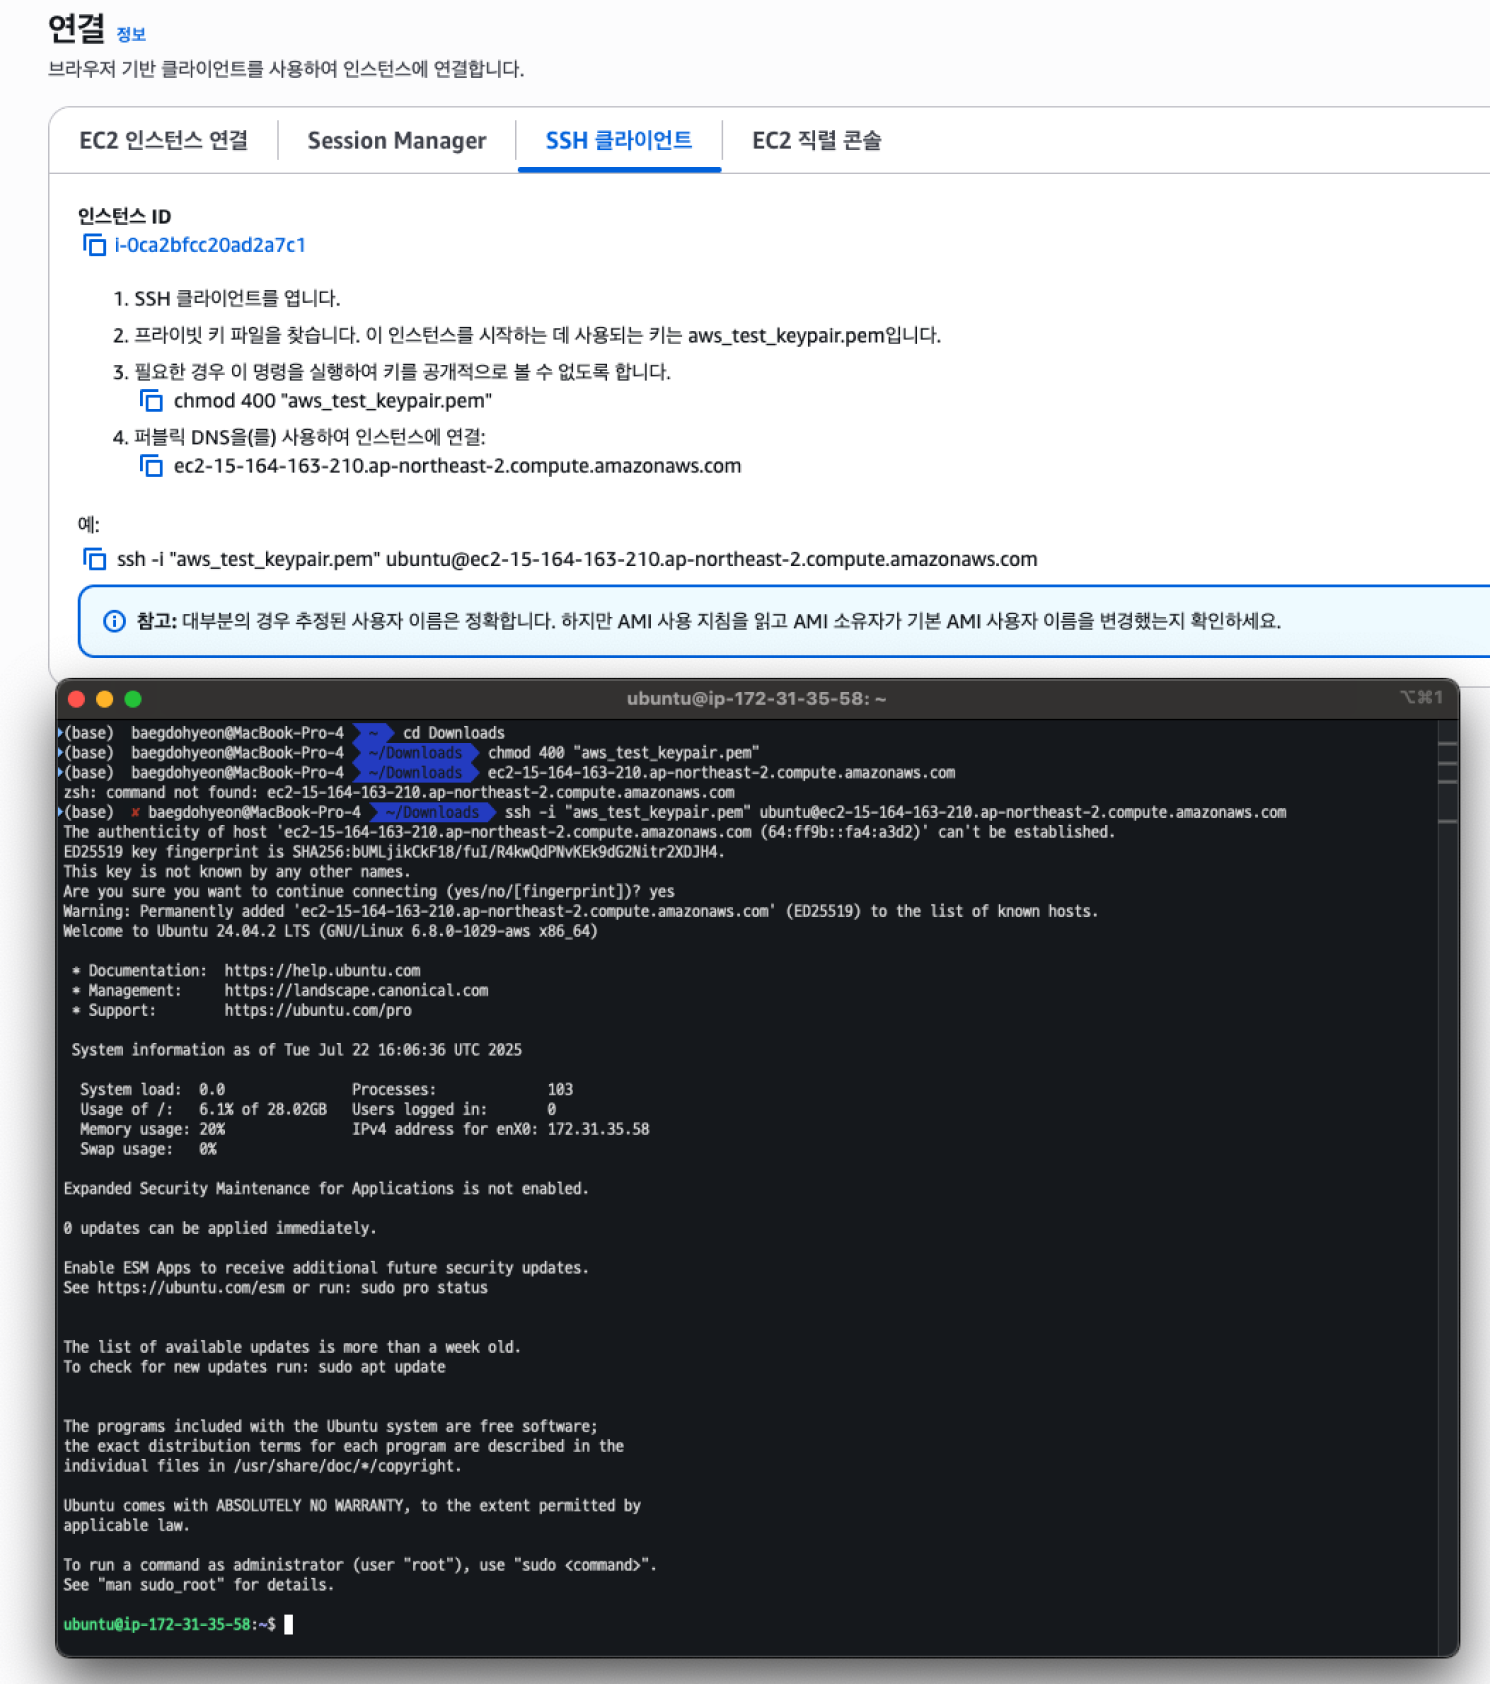 연결 정보
브라우저 기반 클라이언트를 사용하여 인스턴스에 연결합니다.
EC2 인스턴스 연결 Session Manager SSH 클라이언트 EC2 직렬 콘솔
인스턴스 ID
i-0ca2bfcc20ad2a7c1
1. SSH 클라이언트를 엽니다.
2. 프라이빗 키 파일을 찾습니다. 이 인스턴스를 시작하는 데 사용되는 키는 aws_test_keypair.pem입니다.
3. 필요한 경우 이 명령을 실행하여 키를 공개적으로 볼 수 없도록 합니다.
chmod 400 "aws_test_keypair.pem"
4. 퍼블릭 DNS을(를) 사용하여 인스턴스에 연결:
ec2-15-164-163-210.ap-northeast-2.compute.amazonaws.com
예:
ssh -i "aws_test_keypair.pem" ubuntu@ec2-15-164-163-210.ap-northeast-2.compute.amazonaws.com
참고: 대부분의 경우 추정된 사용자 이름은 정확합니다. 하지만 AMI 사용 지침을 읽고 AMI 소유자가 기본 AMI 사용자 이름을 변경했는지 확인하세요.
ubuntu@ip-172-31-35-58: ~ ⌥⌘1
(base) baegdohyeon@MacBook-Pro-4 ~ cd Downloads
(base) baegdohyeon@MacBook-Pro-4 ~/Downloads chmod 400 "aws_test_keypair.pem"
(base) baegdohyeon@MacBook-Pro-4 ~/Downloads ec2-15-164-163-210.ap-northeast-2.compute.amazonaws.com
zsh: command not found: ec2-15-164-163-210.ap-northeast-2.compute.amazonaws.com
(base) ✘ baegdohyeon@MacBook-Pro-4 ~/Downloads ssh -i "aws_test_keypair.pem" ubuntu@ec2-15-164-163-210.ap-northeast-2.compute.amazonaws.com
The authenticity of host 'ec2-15-164-163-210.ap-northeast-2.compute.amazonaws.com (64:ff9b::fa4:a3d2)' can't be established.
ED25519 key fingerprint is SHA256:bUMLjikCkF18/fuI/R4kwQdPNvKEk9dG2Nitr2XDJH4.
This key is not known by any other names.
Are you sure you want to continue connecting (yes/no/[fingerprint])? yes
Warning: Permanently added 'ec2-15-164-163-210.ap-northeast-2.compute.amazonaws.com' (ED25519) to the list of known hosts.
Welcome to Ubuntu 24.04.2 LTS (GNU/Linux 6.8.0-1029-aws x86_64)
* Documentation: https://help.ubuntu.com
* Management: https://landscape.canonical.com
* Support: https://ubuntu.com/pro
System information as of Tue Jul 22 16:06:36 UTC 2025
System load: 0.0 Processes: 103
Usage of /: 6.1% of 28.02GB Users logged in: 0
Memory usage: 20% IPv4 address for enX0: 172.31.35.58
Swap usage: 0%
Expanded Security Maintenance for Applications is not enabled.
0 updates can be applied immediately.
Enable ESM Apps to receive additional future security updates.
See https://ubuntu.com/esm or run: sudo pro status
The list of available updates is more than a week old.
To check for new updates run: sudo apt update
The programs included with the Ubuntu system are free software;
the exact distribution terms for each program are described in the
individual files in /usr/share/doc/*/copyright.
Ubuntu comes with ABSOLUTELY NO WARRANTY, to the extent permitted by
applicable law.
To run a command as administrator (user "root"), use "sudo <command>".
See "man sudo_root" for details.
ubuntu@ip-172-31-35-58:~$